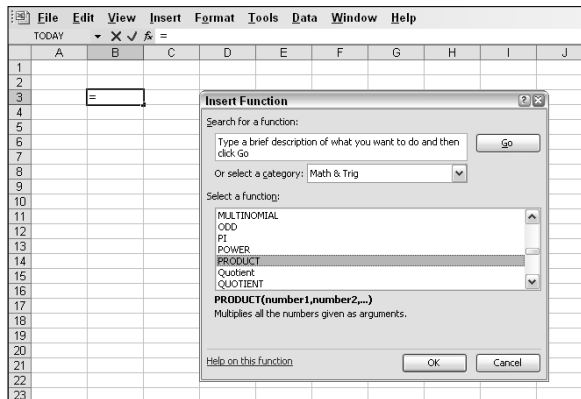 File Edit View Insert Format Tools Data Window Help
TODAY fx =
A B C D E F G H I J
1
2
3 =
4
5
6
7
8
9
10
11
12
13
14
15
16
17
18
19
20
21
22
23
Insert Function
Search for a function:
Type a brief description of what you want to do and then
click Go
Go
Or select a category: Math & Trig
Select a function:
MULTINOMIAL
ODD
PI
POWER
PRODUCT
Quotient
QUOTIENT
PRODUCT(number1,number2,...)
Multiplies all the numbers given as arguments.
Help on this function
OK Cancel